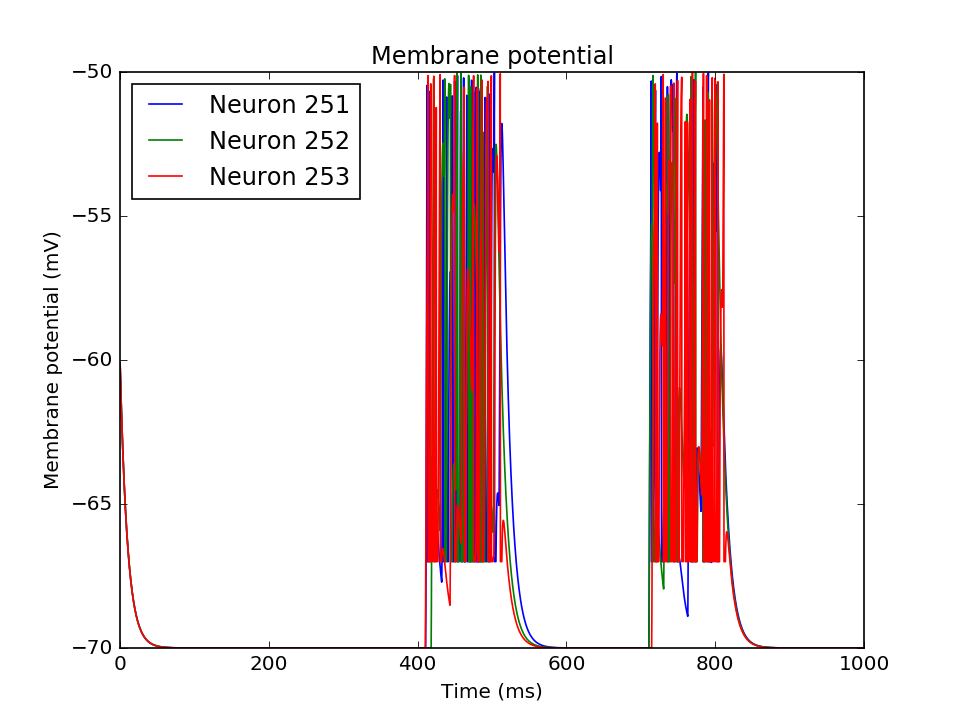 Membrane potential
−50
Neuron 251
Neuron 252
Neuron 253
−55
−60
−65
−70
Membrane potential (mV)
0 200 400 600 800 1000
Time (ms)